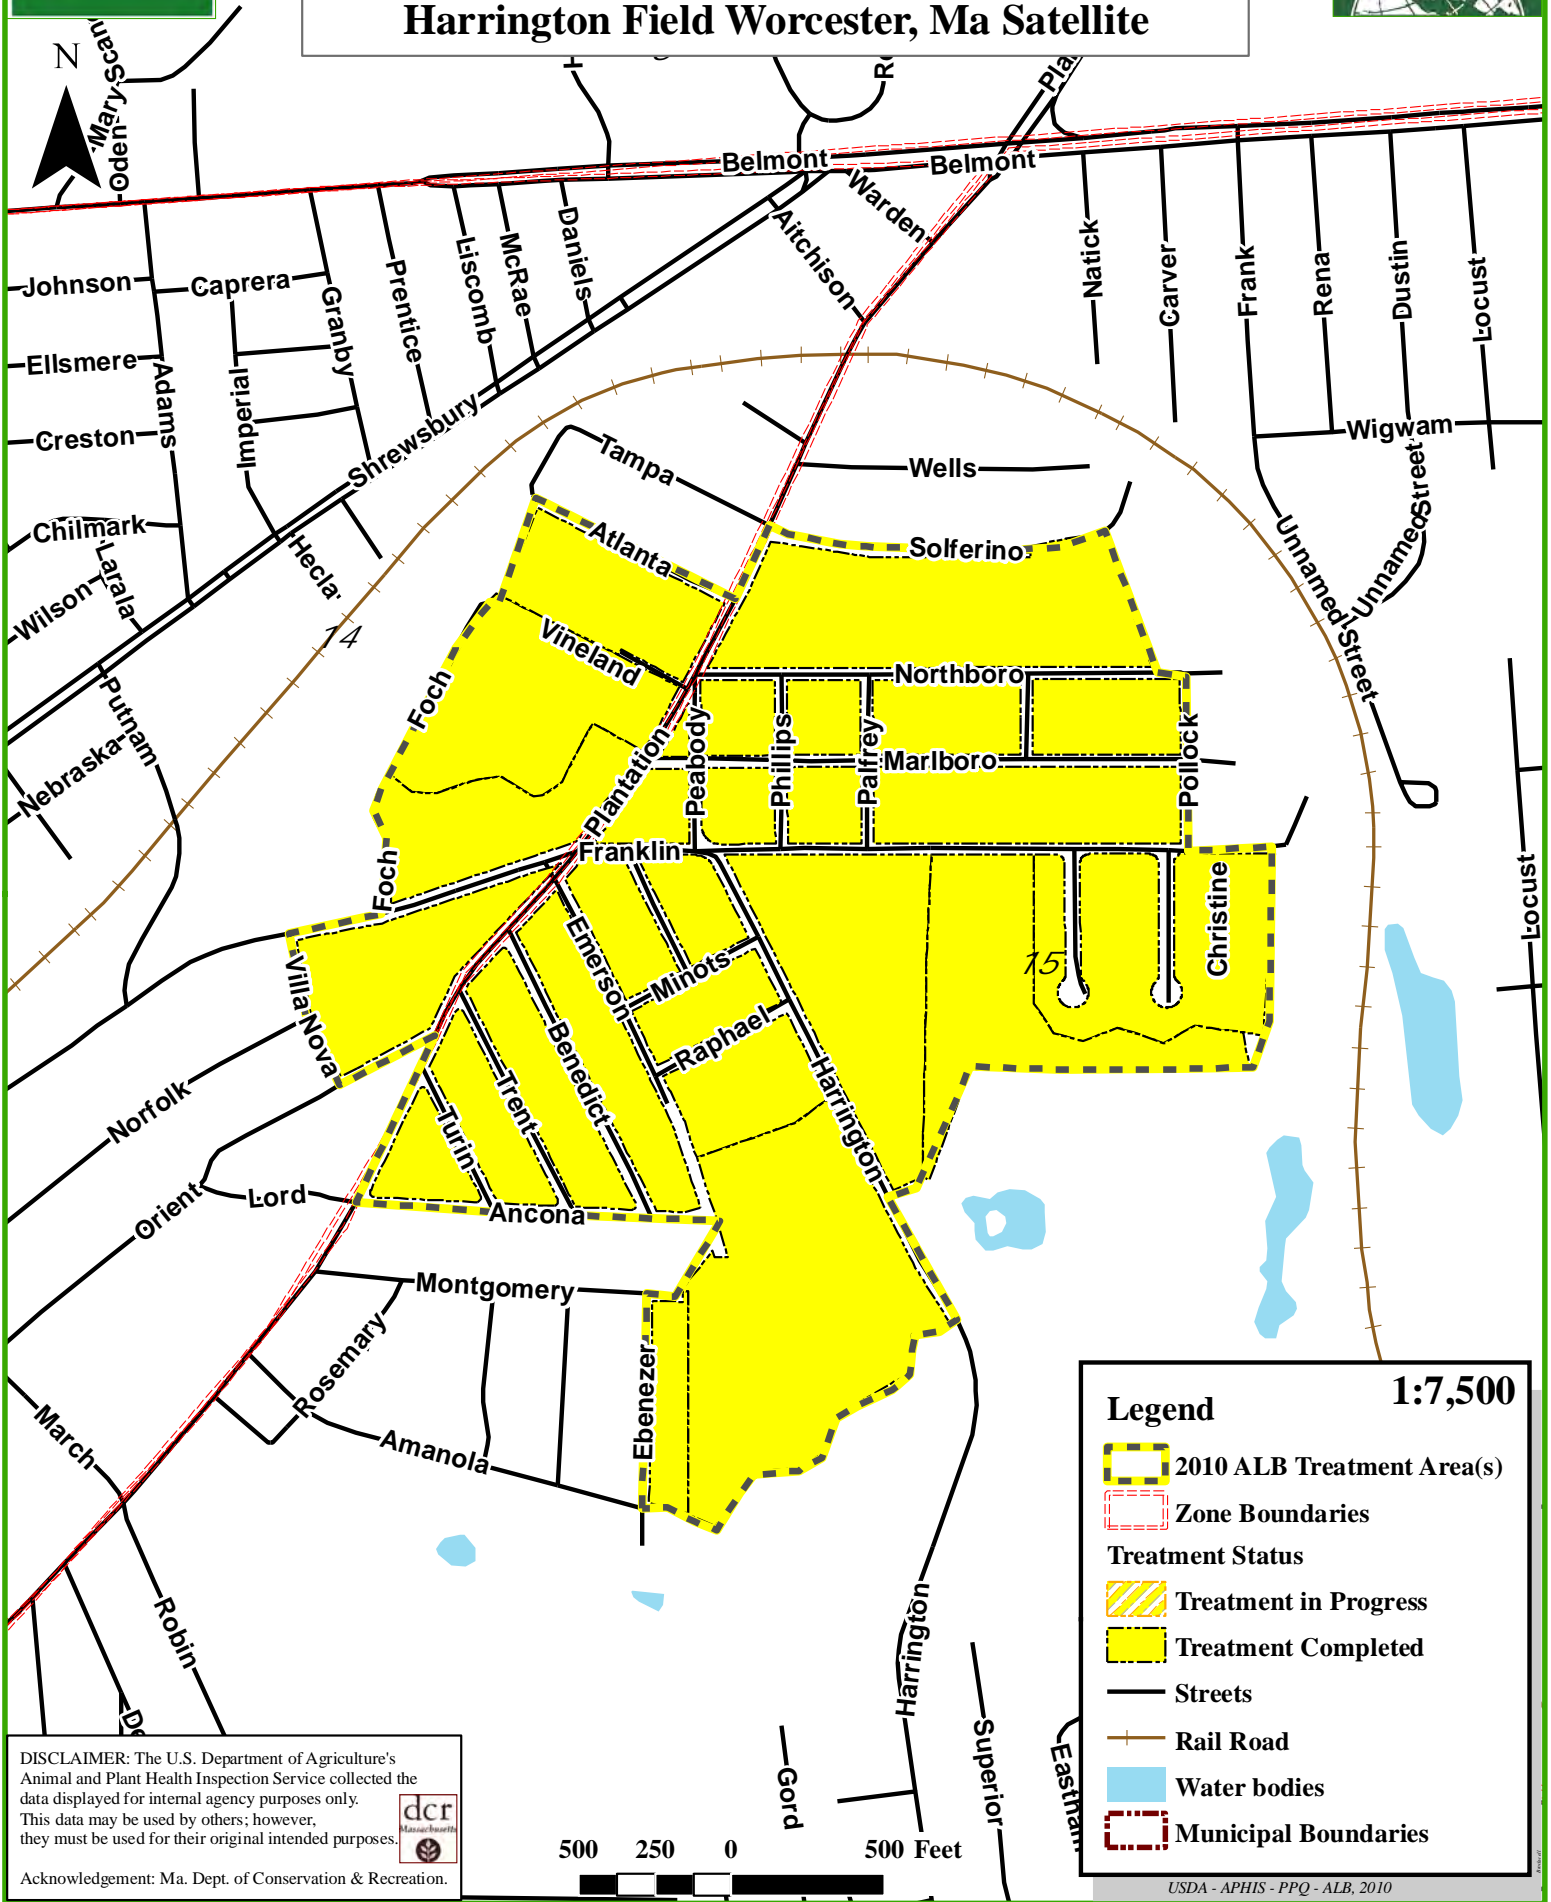 Harrington Field Worcester, Ma Satellite
N
Mary Scan
Oden
H
Belmont
Belmont
Warden
Aitchison
Johnson
Caprera
Granby
Prentice
Liscomb
McRae
Daniels
Natick
Carver
Frank
Rena
Dustin
Locust
Ellsmere
Adams
Imperial
Creston
Shrewsbury
Tampa
Wells
Wigwam
Chilmark
Larala
Hecla
Wilson
Atlanta
Solferino
Unnamed Street
Unnamed Street
14
Vineland
Foch
Northboro
Putnam
Nebraska
Plantation
Peabody
Phillips
Palfrey
Marlboro
Pollock
Franklin
Foch
Christine
Locust
Villa Nova
Emerson
Minots
15
Benedict
Raphael
Harrington
Norfolk
Trent
Turin
Orient
Lord
Ancona
Montgomery
Rosemary
Ebenezer
Amanola
March
Robin
De
Harrington
Superior
Gord
Eastham
Legend
1:7,500
2010 ALB Treatment Area(s)
Zone Boundaries
Treatment Status
Treatment in Progress
Treatment Completed
Streets
Rail Road
Water bodies
Municipal Boundaries
DISCLAIMER: The U.S. Department of Agriculture's
Animal and Plant Health Inspection Service collected the
data displayed for internal agency purposes only.
This data may be used by others; however,
they must be used for their original intended purposes.
dcr
Massachusetts
Acknowledgement: Ma. Dept. of Conservation & Recreation.
500 250 0 500 Feet
USDA - APHIS - PPQ - ALB, 2010